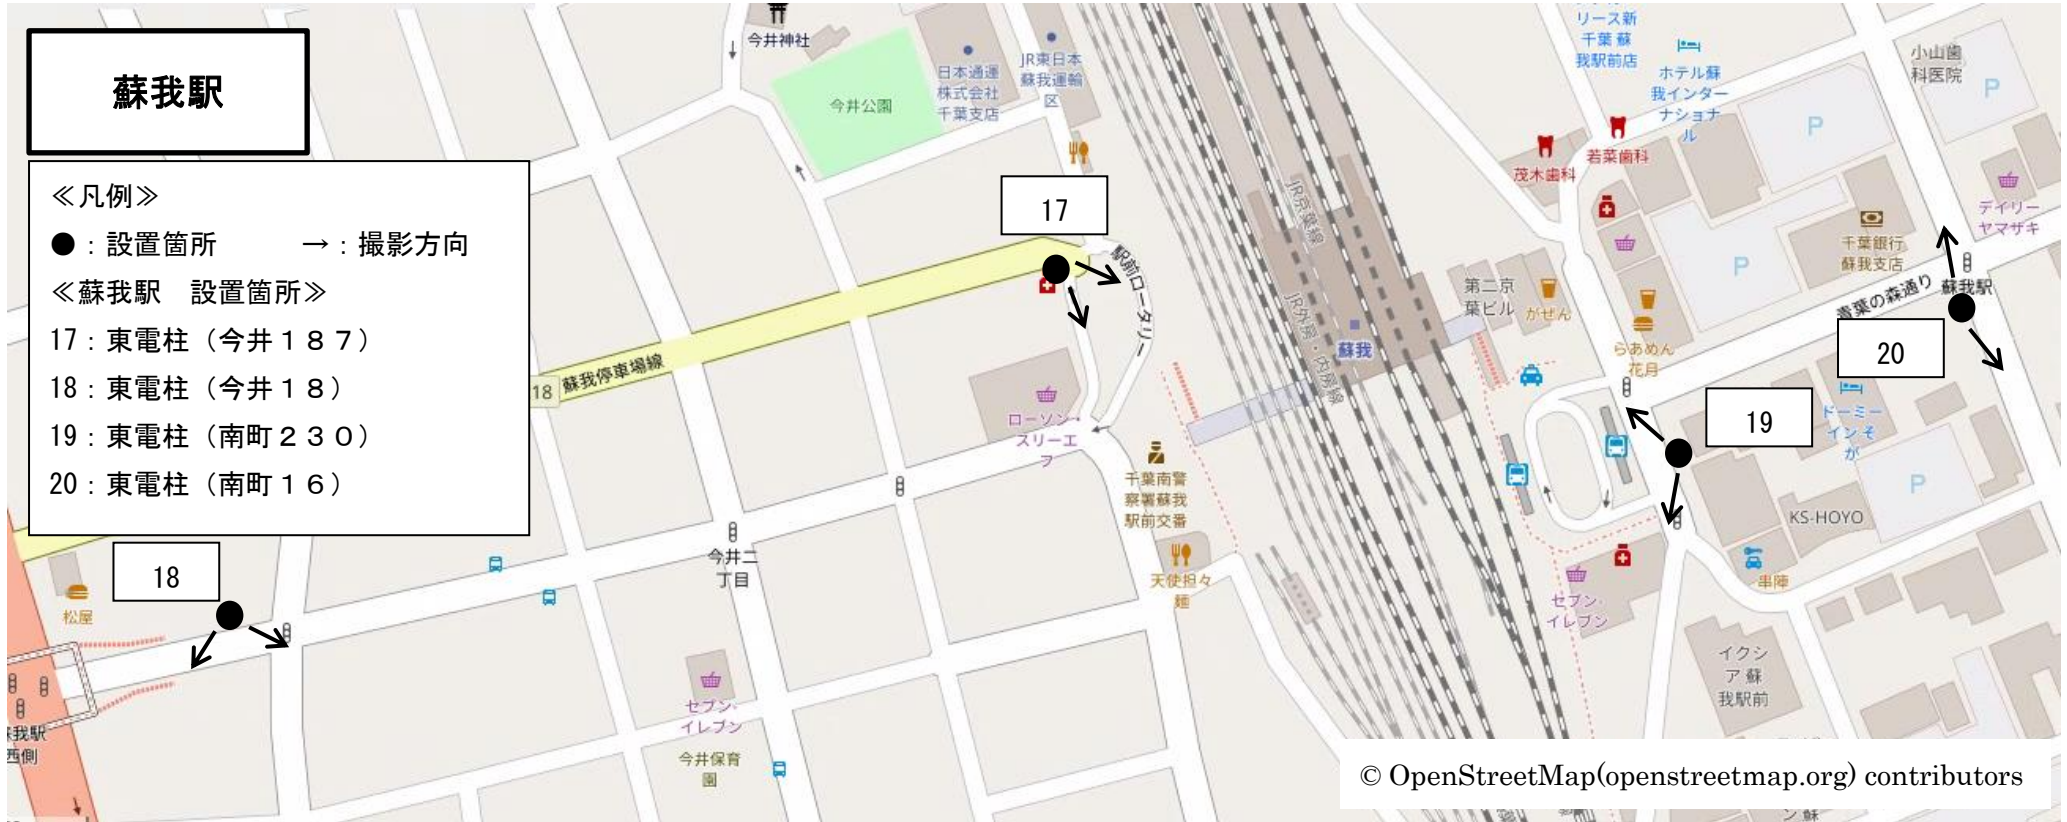 蘇我駅
≪凡例≫
●：設置箇所　　→：撮影方向
≪蘇我駅　設置箇所≫
17：東電柱（今井１８７）
18：東電柱（今井１８）
19：東電柱（南町２３０）
20：東電柱（南町１６）
今井神社
今井公園
日本通運
株式会社
千葉支店
JR東日本
蘇我運輸
区
17
駅前ロータリー
18
蘇我停車場線
ローソン・
スリーエ
フ
千葉南警
察署蘇我
駅前交番
天使担々
麺
今井二
丁目
18
松屋
蘇我駅
西側
セブン-
イレブン
今井保育
園
JR京葉線
JR外房・内房線
蘇我
リース新
千葉 蘇
我駅前店
ホテル蘇
我インター
ナショナ
ル
若菜歯科
茂木歯科
小山歯
科医院
P
P
P
デイリー
ヤマザキ
千葉銀行
蘇我支店
第二京
葉ビル
がぜん
らあめん
花月
青葉の森通り
蘇我駅
20
19
ドーミー
インそ
が
P
KS-HOYO
串陣
セブン-
イレブン
イクシ
ア 蘇
我駅前
ン 蘇
© OpenStreetMap(openstreetmap.org) contributors